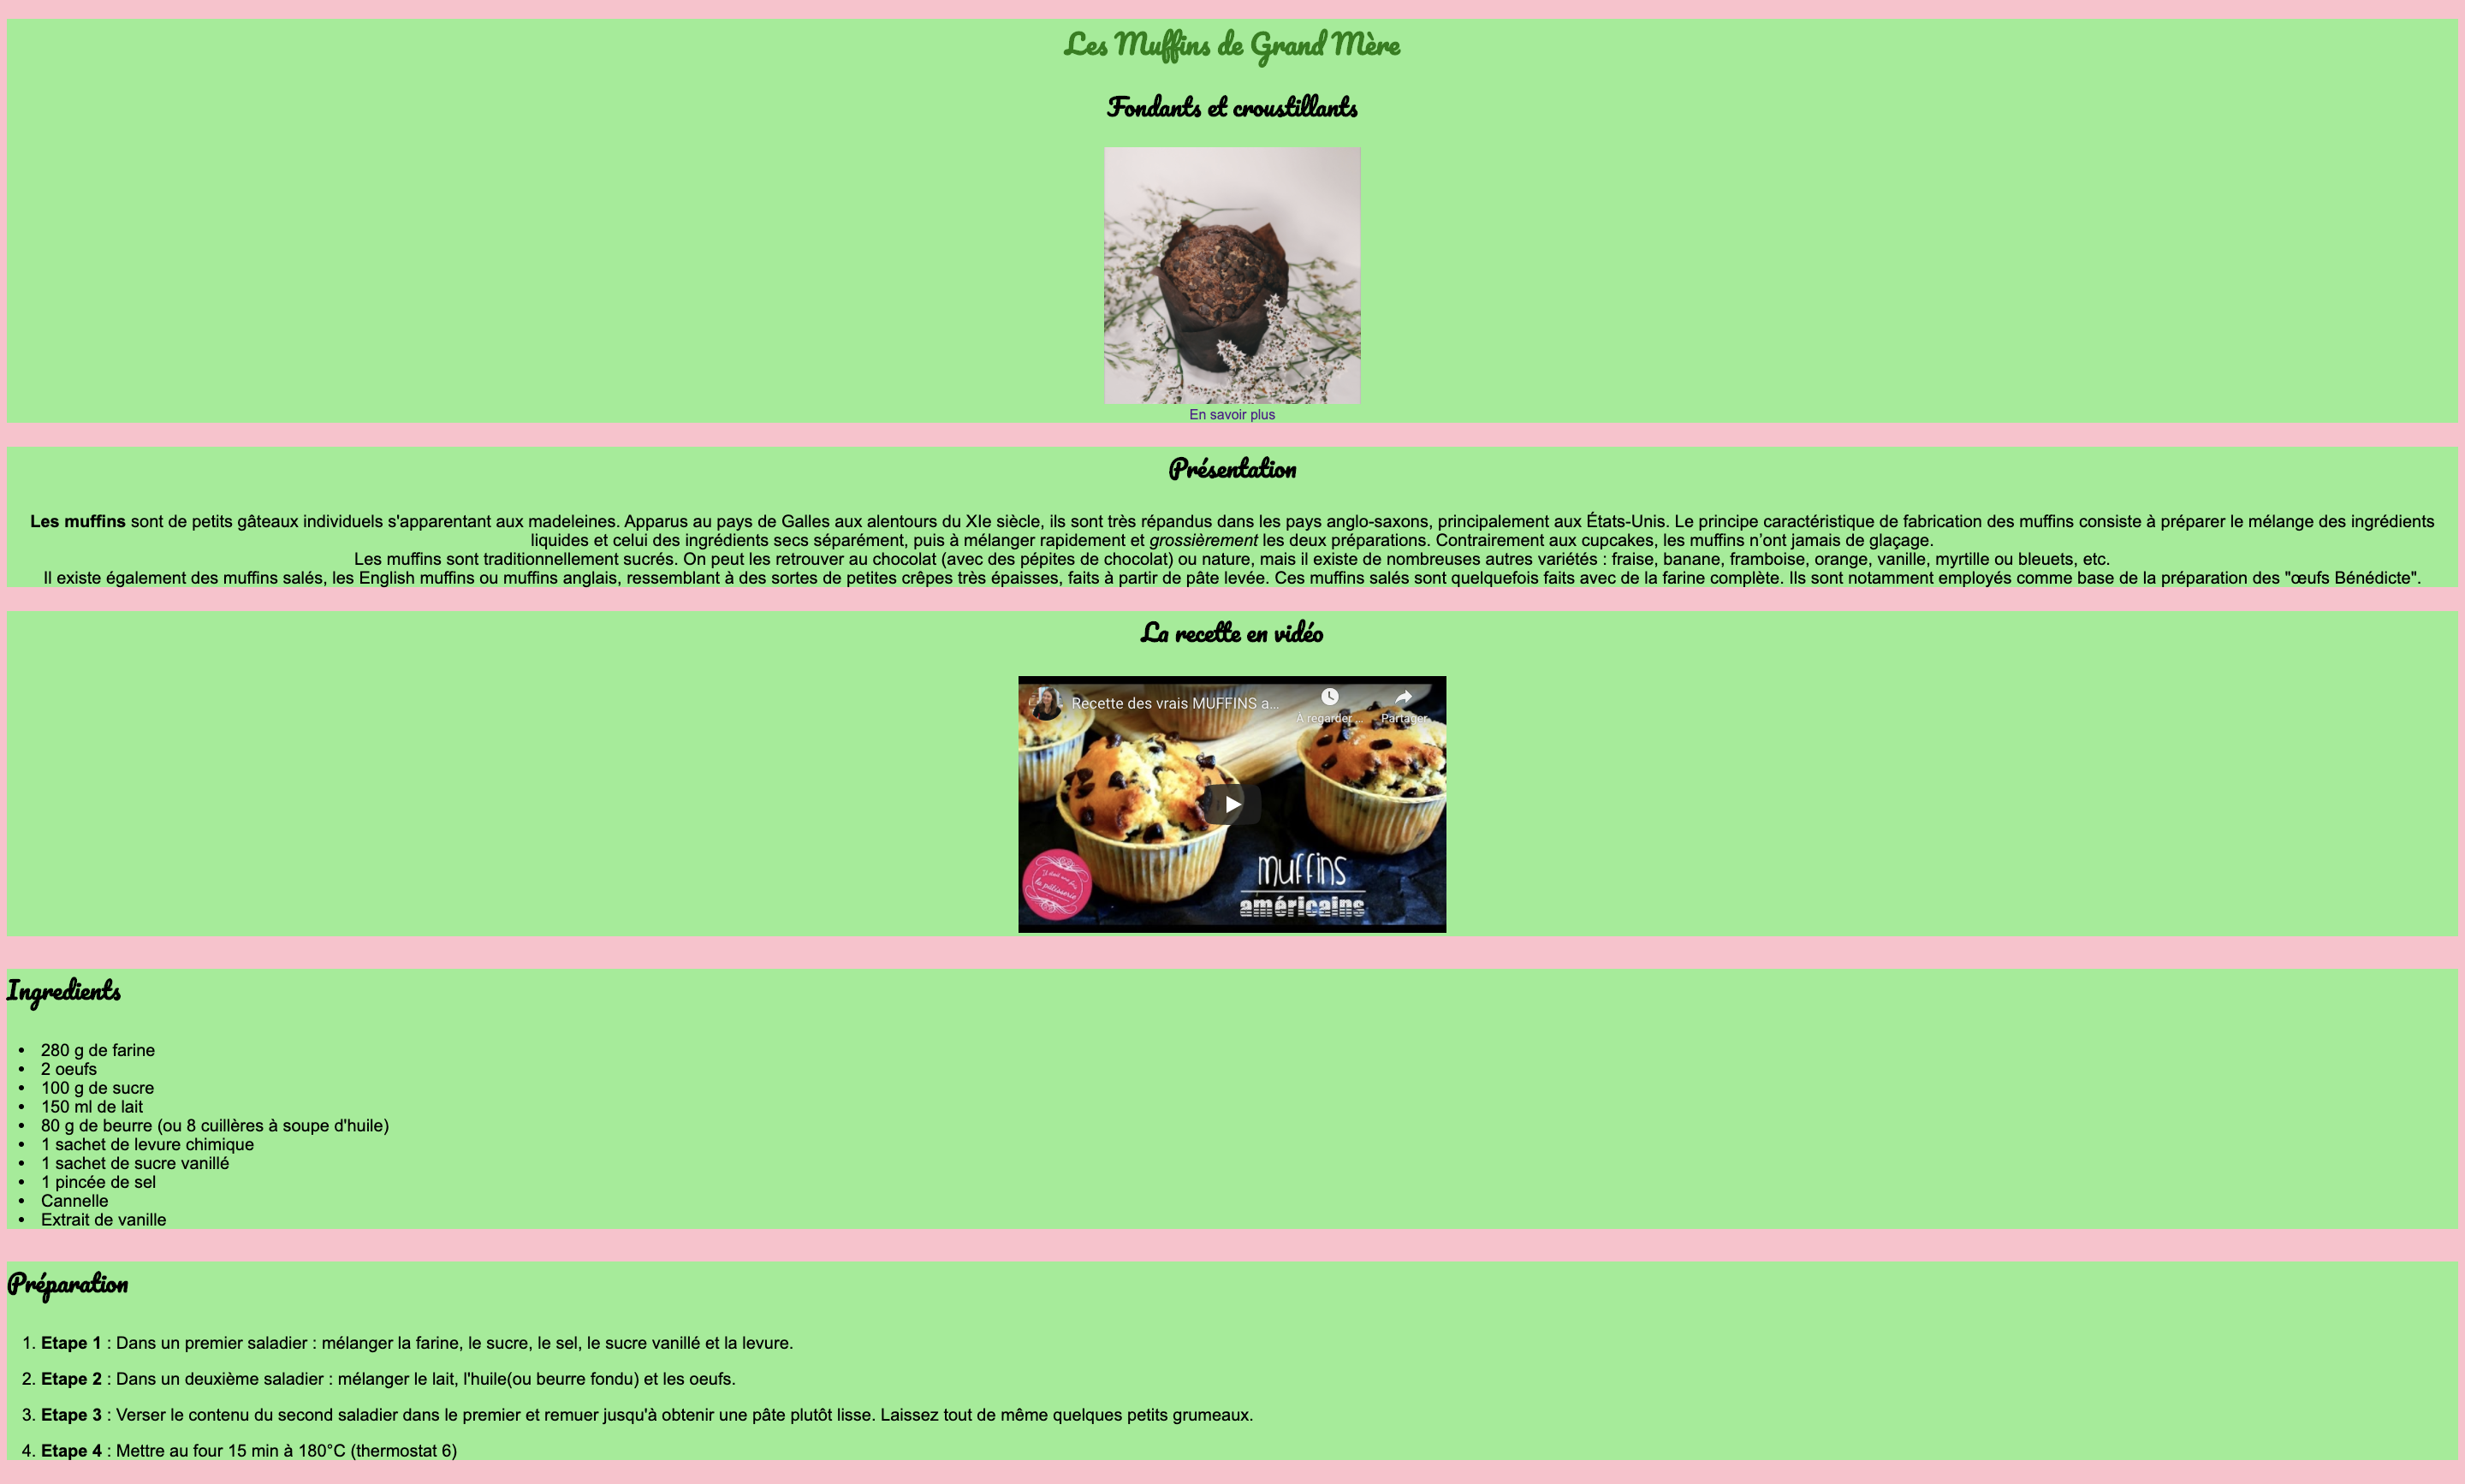 Les Muffins de Grand Mère
Fondants et croustillants
En savoir plus
Présentation
Les muffins sont de petits gâteaux individuels s'apparentant aux madeleines. Apparus au pays de Galles aux alentours du XIe siècle, ils sont très répandus dans les pays anglo-saxons, principalement aux États-Unis. Le principe caractéristique de fabrication des muffins consiste à préparer le mélange des ingrédients
liquides et celui des ingrédients secs séparément, puis à mélanger rapidement et grossièrement les deux préparations. Contrairement aux cupcakes, les muffins n’ont jamais de glaçage.
Les muffins sont traditionnellement sucrés. On peut les retrouver au chocolat (avec des pépites de chocolat) ou nature, mais il existe de nombreuses autres variétés : fraise, banane, framboise, orange, vanille, myrtille ou bleuets, etc.
Il existe également des muffins salés, les English muffins ou muffins anglais, ressemblant à des sortes de petites crêpes très épaisses, faits à partir de pâte levée. Ces muffins salés sont quelquefois faits avec de la farine complète. Ils sont notamment employés comme base de la préparation des "œufs Bénédicte".
La recette en vidéo
Recette des vrais MUFFINS a...
À regarder ...
Partager
Il était une fois
la pâtisserie
muffins
américains
Ingredients
• 280 g de farine
• 2 oeufs
• 100 g de sucre
• 150 ml de lait
• 80 g de beurre (ou 8 cuillères à soupe d'huile)
• 1 sachet de levure chimique
• 1 sachet de sucre vanillé
• 1 pincée de sel
• Cannelle
• Extrait de vanille
Préparation
1. Etape 1 : Dans un premier saladier : mélanger la farine, le sucre, le sel, le sucre vanillé et la levure.
2. Etape 2 : Dans un deuxième saladier : mélanger le lait, l'huile(ou beurre fondu) et les oeufs.
3. Etape 3 : Verser le contenu du second saladier dans le premier et remuer jusqu'à obtenir une pâte plutôt lisse. Laissez tout de même quelques petits grumeaux.
4. Etape 4 : Mettre au four 15 min à 180°C (thermostat 6)